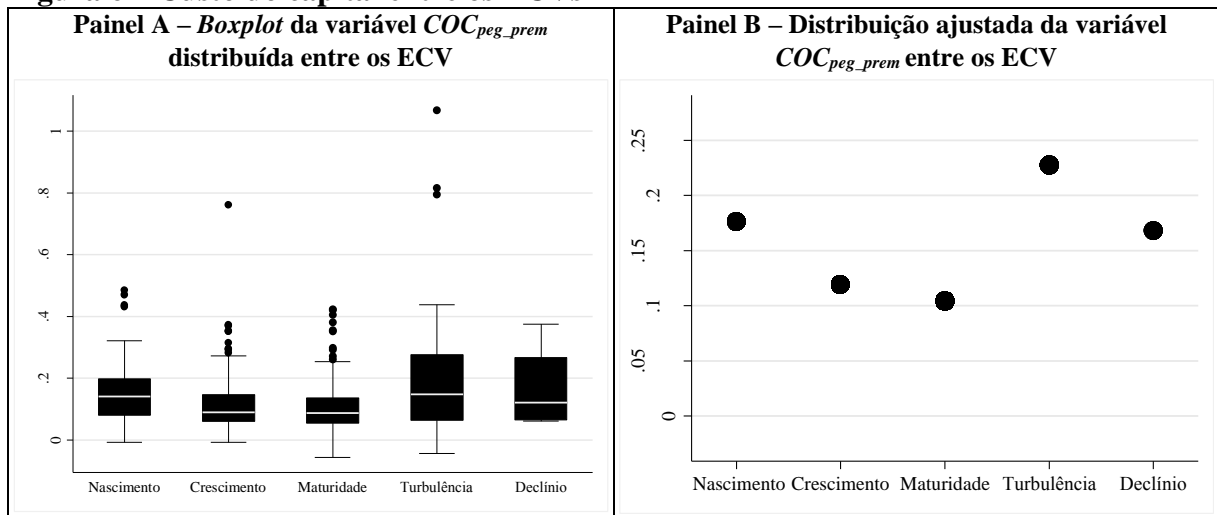 Painel A – Boxplot da variável COCpeg_prem
distribuída entre os ECV
1
.8
.6
.4
.2
0
Nascimento Crescimento Maturidade Turbulência Declínio
Painel B – Distribuição ajustada da variável
COCpeg_prem entre os ECV
.25
.2
.15
.1
.05
0
Nascimento Crescimento Maturidade Turbulência Declínio